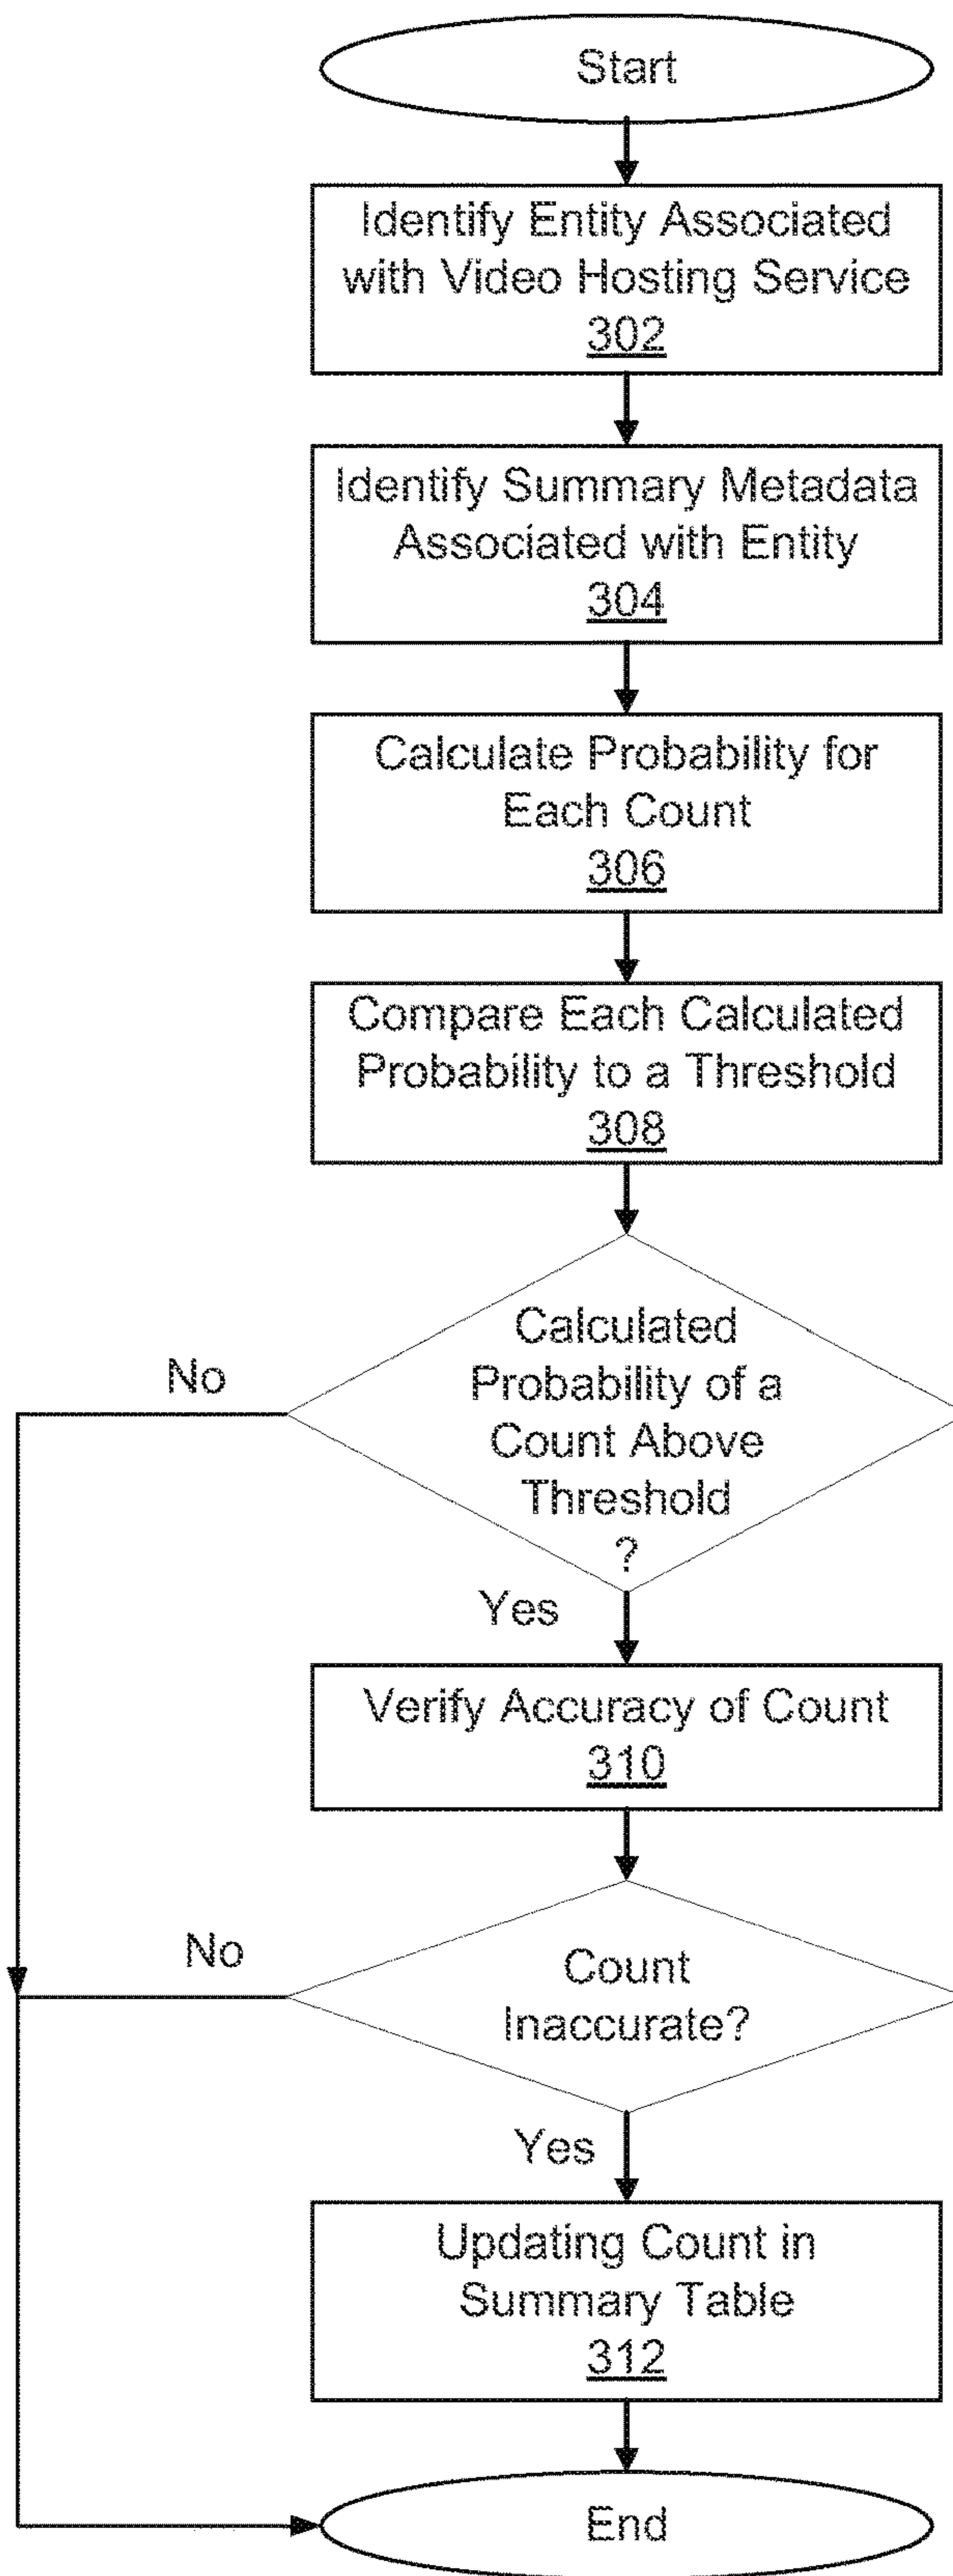 Start
Identify Entity Associated
with Video Hosting Service
302
Identify Summary Metadata
Associated with Entity
304
Calculate Probability for
Each Count
306
Compare Each Calculated
Probability to a Threshold
308
Calculated
Probability of a
Count Above
Threshold
?
No
Yes
Verify Accuracy of Count
310
Count
Inaccurate?
No
Yes
Updating Count in
Summary Table
312
End